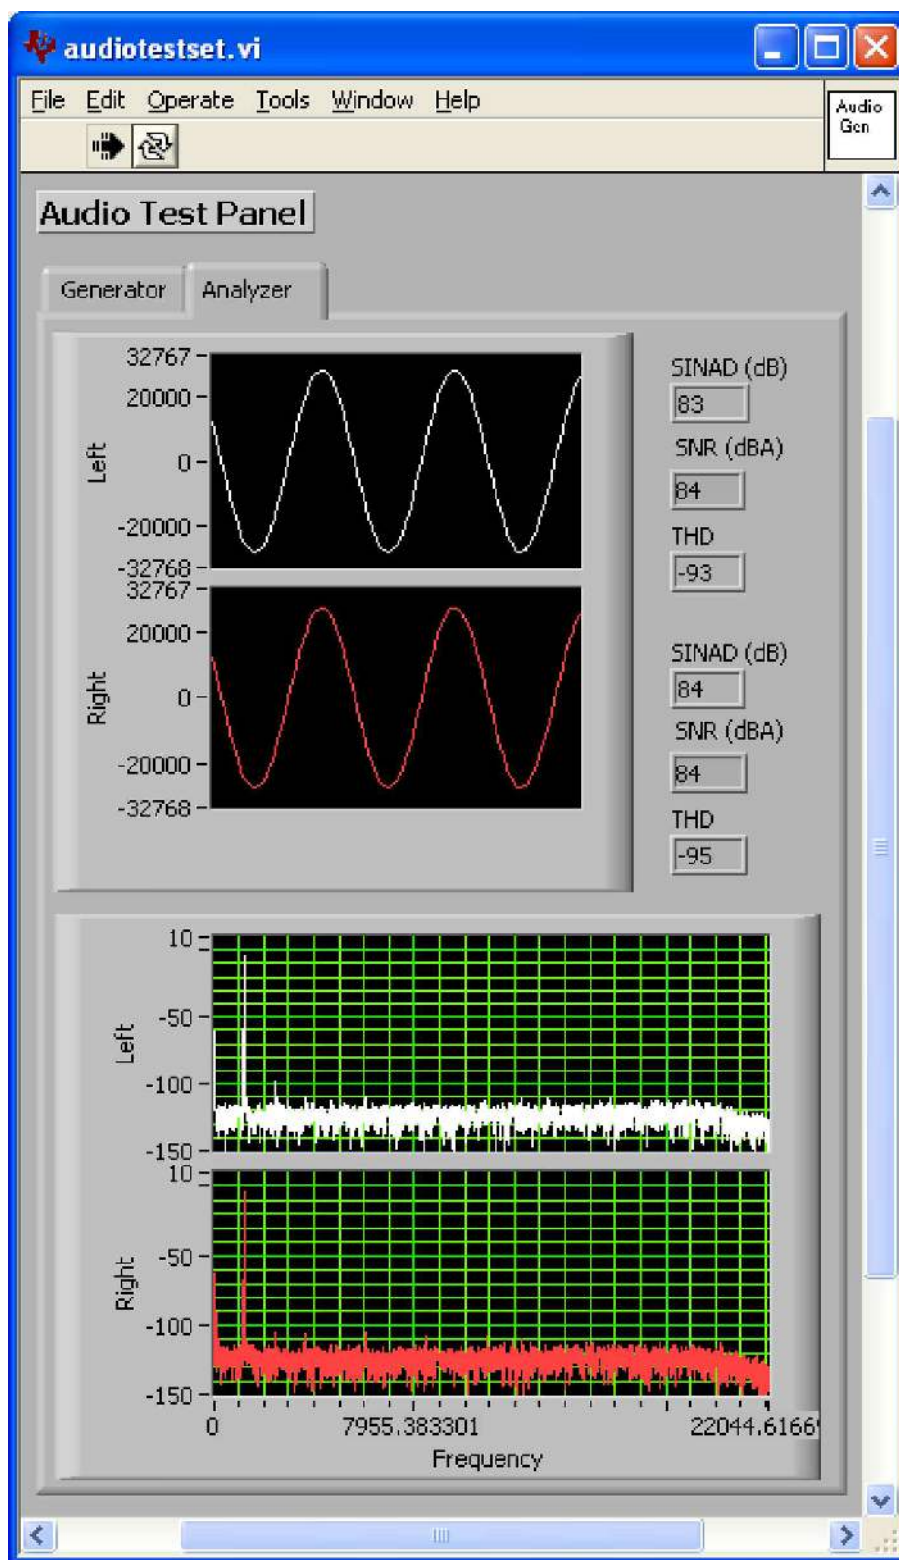 audiotestset.vi
File Edit Operate Tools Window Help
Audio
Gen
Audio Test Panel
Generator Analyzer
32767
20000
0
-20000
-32768
Left
32767
20000
0
-20000
-32768
Right
SINAD (dB)
83
SNR (dBA)
84
THD
-93
SINAD (dB)
84
SNR (dBA)
84
THD
-95
10
-50
-100
-150
Left
10
-50
-100
-150
Right
0 7955.383301 22044.6166
Frequency